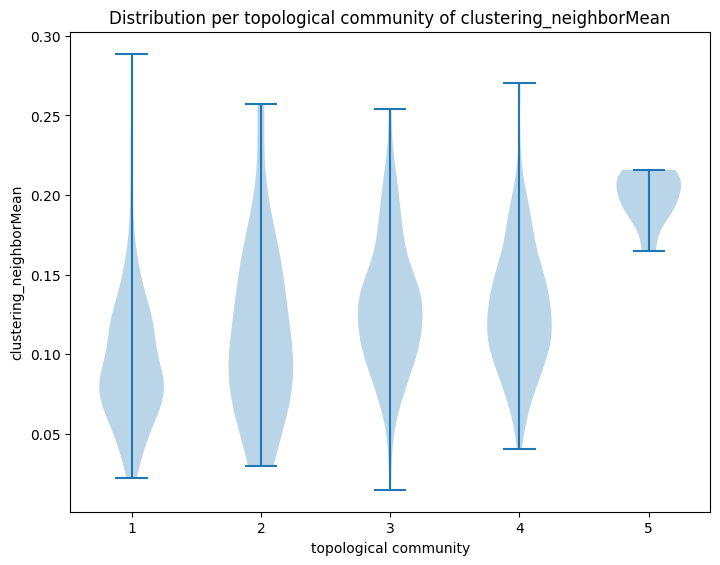 Distribution per topological community of clustering_neighborMean
0.30
0.25
0.20
0.15
0.10
0.05
clustering_neighborMean
1 2 3 4 5
topological community